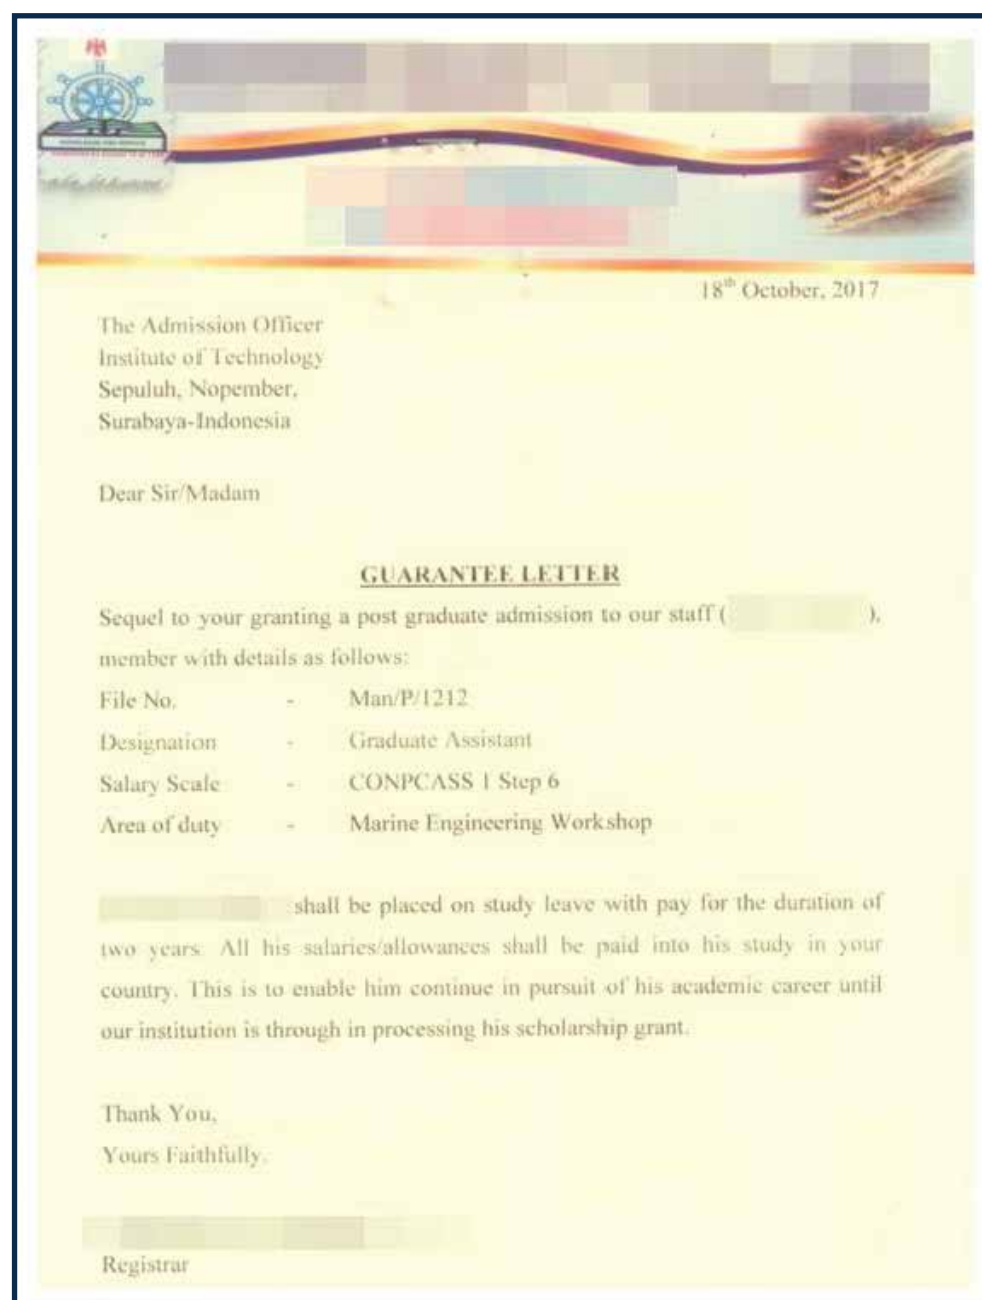 18th October, 2017
The Admission Officer
Institute of Technology
Sepuluh, Nopember,
Surabaya-Indonesia
Dear Sir/Madam
GUARANTEE LETTER
Sequel to your granting a post graduate admission to our staff ( ),
member with details as follows:
File No. - Man/P/1212
Designation - Graduate Assistant
Salary Scale - CONPCASS 1 Step 6
Area of duty - Marine Engineering Workshop
shall be placed on study leave with pay for the duration of
two years. All his salaries/allowances shall be paid into his study in your
country. This is to enable him continue in pursuit of his academic career until
our institution is through in processing his scholarship grant.
Thank You,
Yours Faithfully.
Registrar